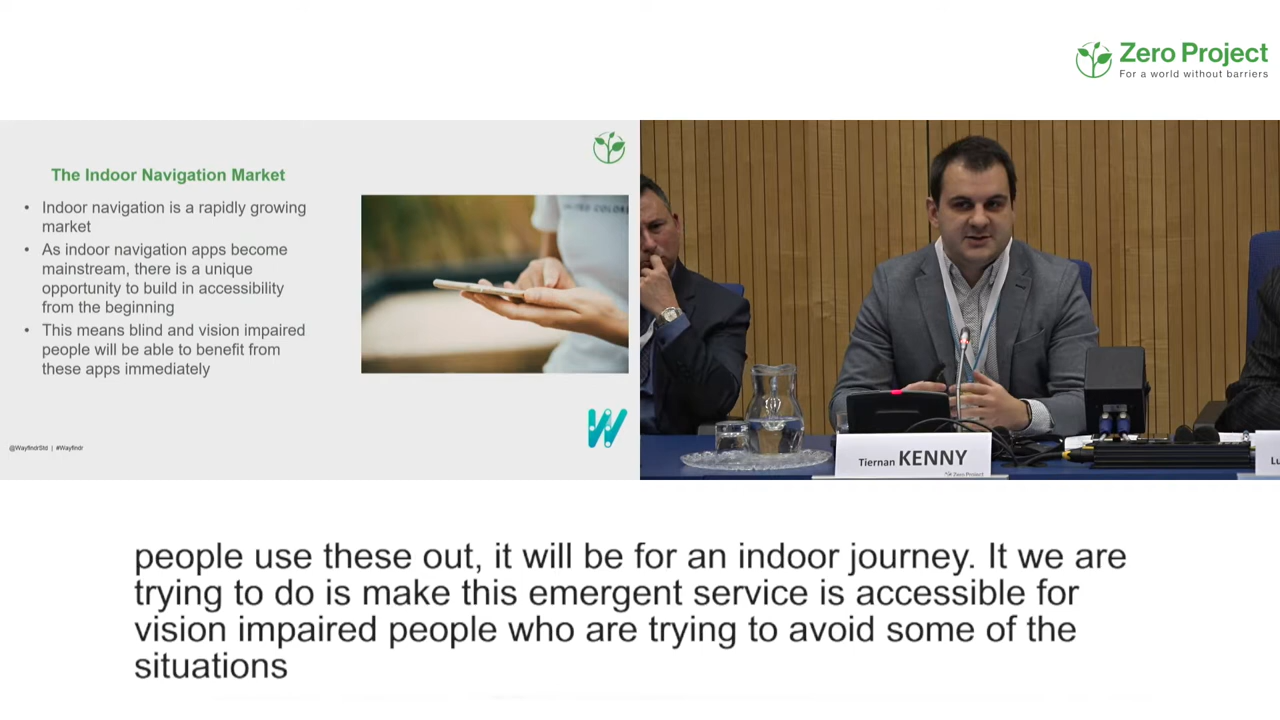 Zero Project
For a world without barriers
The Indoor Navigation Market
• Indoor navigation is a rapidly growing
market
• As indoor navigation apps become
mainstream, there is a unique
opportunity to build in accessibility
from the beginning
• This means blind and vision impaired
people will be able to benefit from
these apps immediately
@WayfindrStd | #Wayfindr
W
Tiernan KENNY
Zero Project
people use these out, it will be for an indoor journey. It we are
trying to do is make this emergent service is accessible for
vision impaired people who are trying to avoid some of the
situations